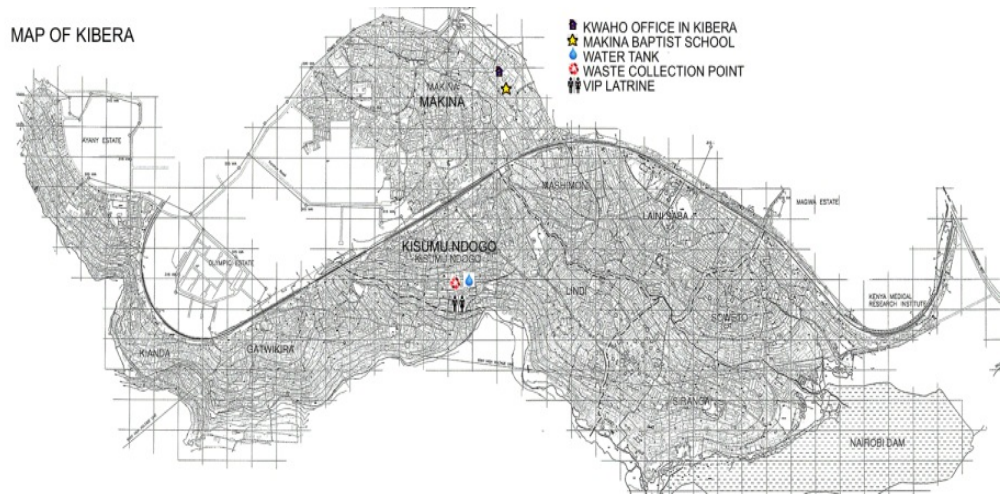 MAP OF KIBERA
KWAHO OFFICE IN KIBERA
MAKINA BAPTIST SCHOOL
WATER TANK
WASTE COLLECTION POINT
VIP LATRINE
MAKINA
MAKINA
AYANY ESTATE
MASHIMONI
LAINI SABA
MAGIWA ESTATE
KISUMU NDOGO
KISUMU NDOGO
OLYMPIC ESTATE
LINDI
KENYA MEDICAL
RESEARCH INSTITUTE
SOWETO
KIANDA
GATWIKIRA
SIRANGA
NAIROBI DAM